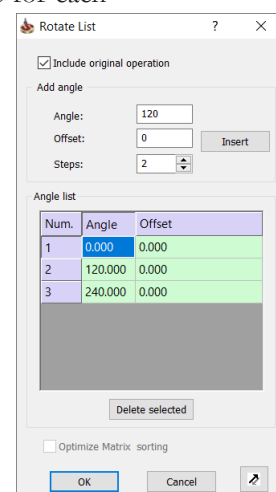 for each
Rotate List ? ×
Include original operation
Add angle
Angle: 120
Offset: 0 Insert
Steps: 2
Angle list
Num. Angle Offset
1 0.000 0.000
2 120.000 0.000
3 240.000 0.000
Delete selected
Optimize Matrix sorting
OK Cancel